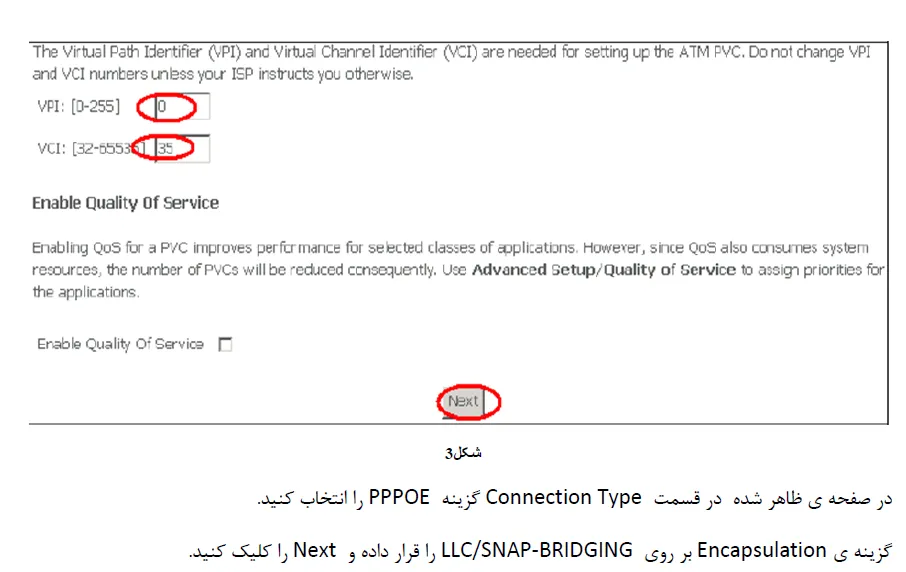 The Virtual Path Identifier (VPI) and Virtual Channel Identifier (VCI) are needed for setting up the ATM PVC. Do not change VPI
and VCI numbers unless your ISP instructs you otherwise.
VPI: [0-255] 0
VCI: [32-65535] 35
Enable Quality Of Service
Enabling QoS for a PVC improves performance for selected classes of applications. However, since QoS also consumes system
resources, the number of PVCs will be reduced consequently. Use Advanced Setup/Quality of Service to assign priorities for
the applications.
Enable Quality Of Service
Next
شکل3
در صفحه ی ظاهر شده در قسمت Connection Type گزینه PPPOE را انتخاب کنید.
گزینه ی Encapsulation بر روی LLC/SNAP-BRIDGING را قرار داده و Next را کلیک کنید.